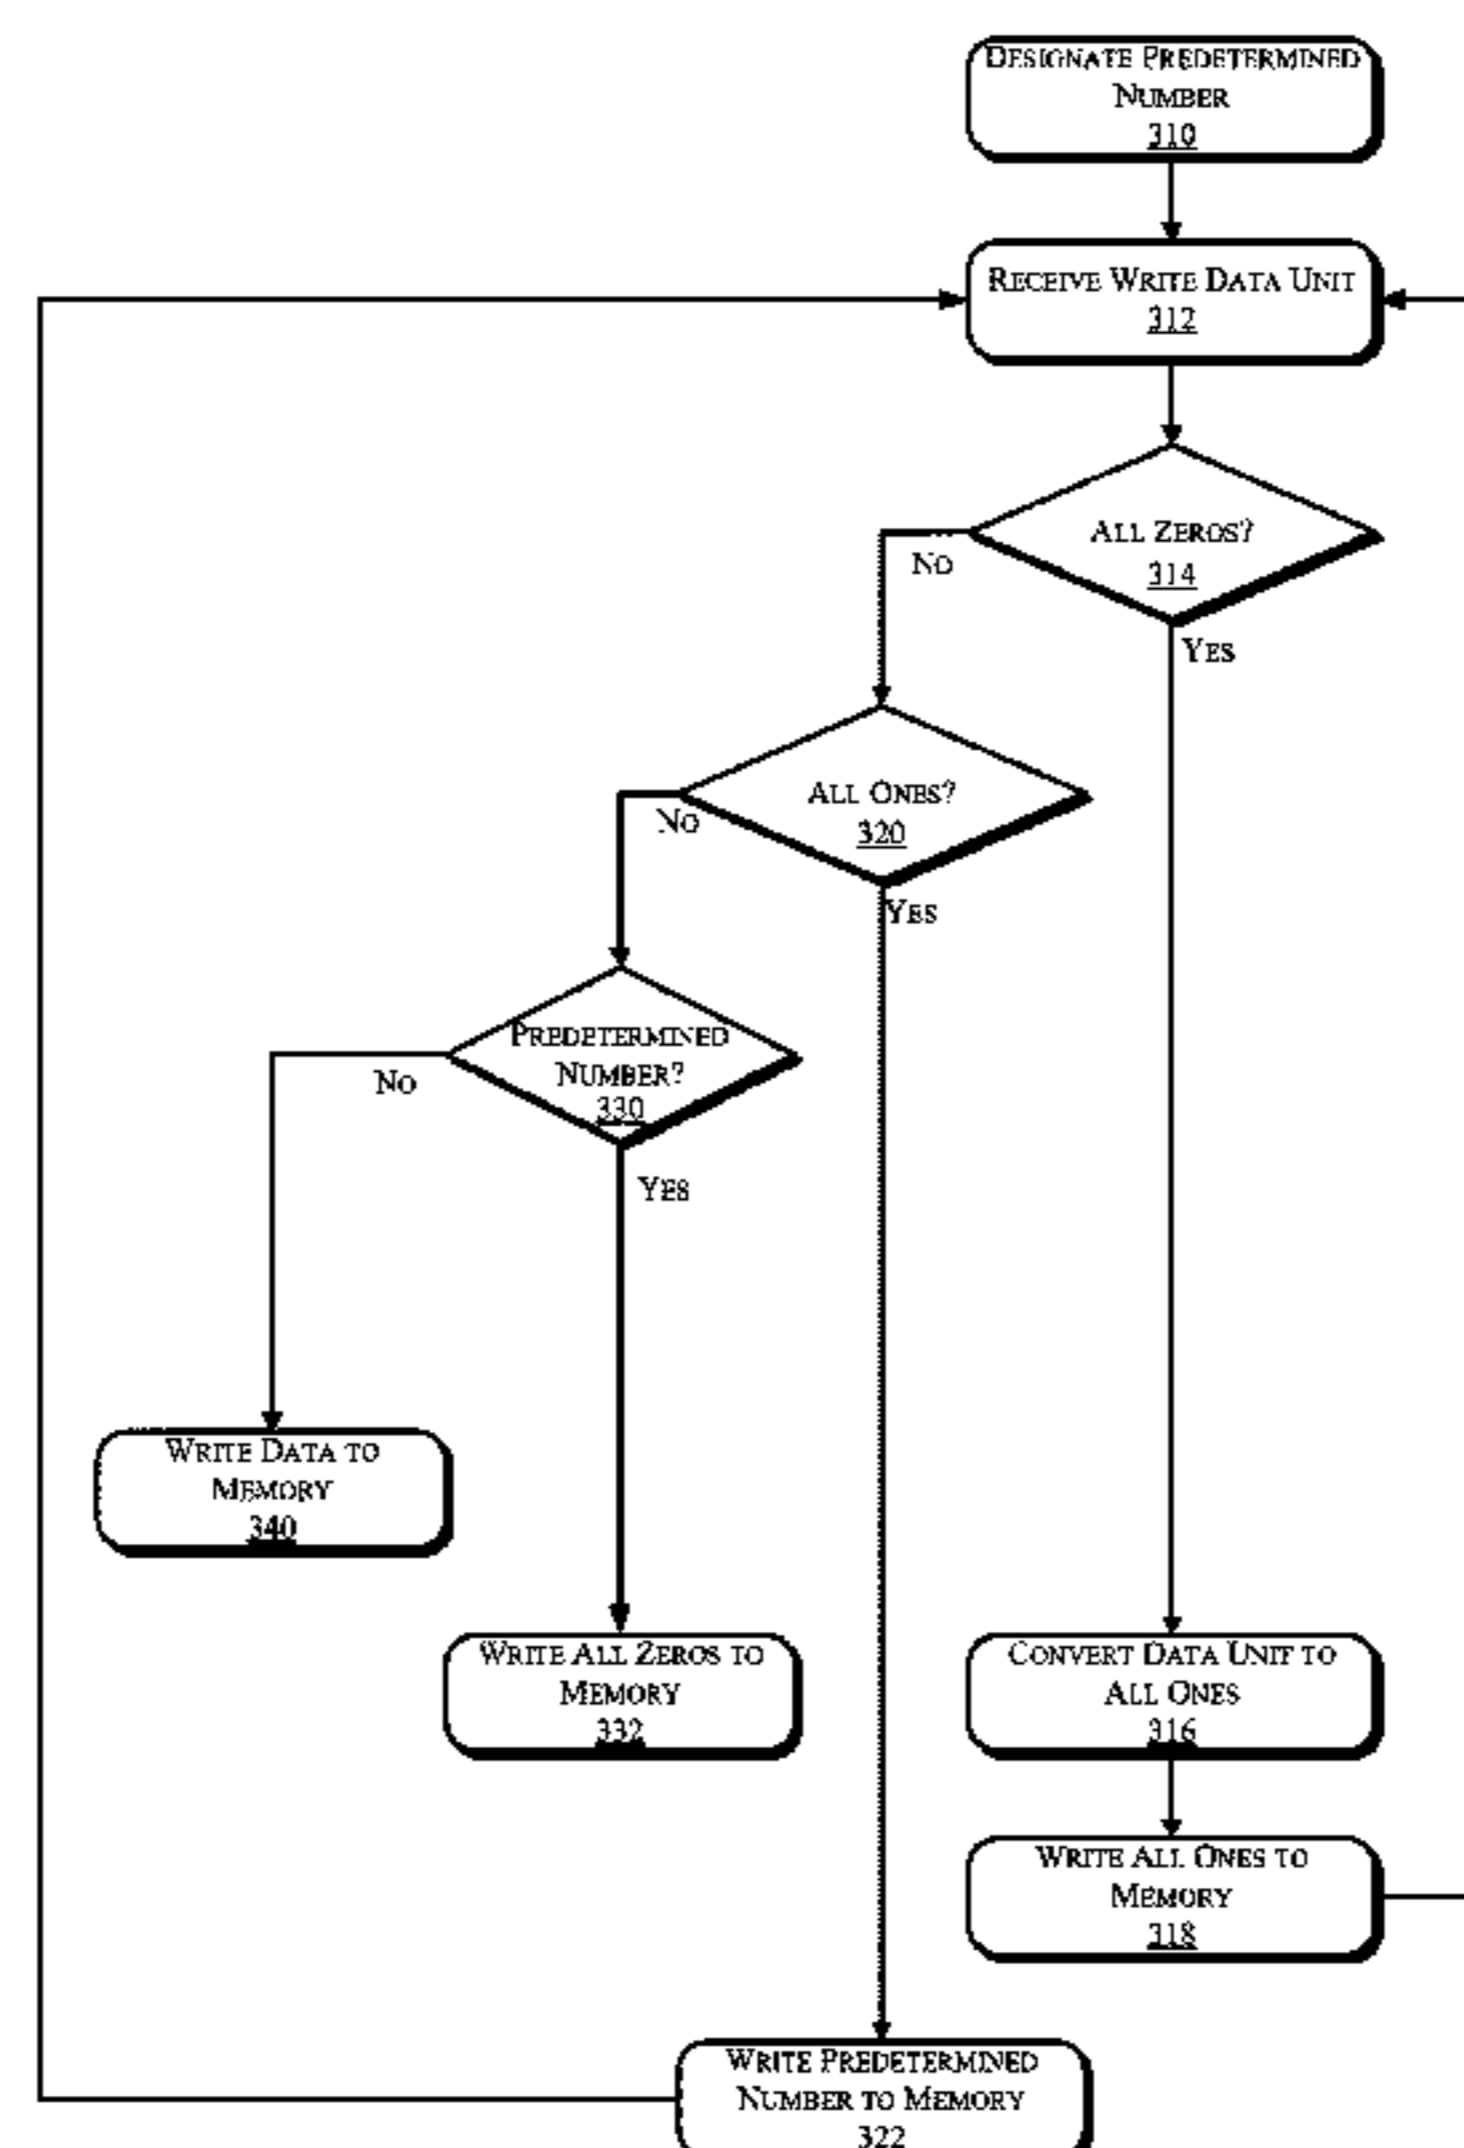 DESIGNATE PREDETERMINED
NUMBER
310
RECEIVE WRITE DATA UNIT
312
ALL ZEROS?
314
NO
YES
ALL ONES?
320
NO
YES
PREDETERMINED
NUMBER?
330
NO
YES
WRITE DATA TO
MEMORY
340
WRITE ALL ZEROS TO
MEMORY
332
CONVERT DATA UNIT TO
ALL ONES
316
WRITE ALL ONES TO
MEMORY
318
WRITE PREDETERMINED
NUMBER TO MEMORY
322